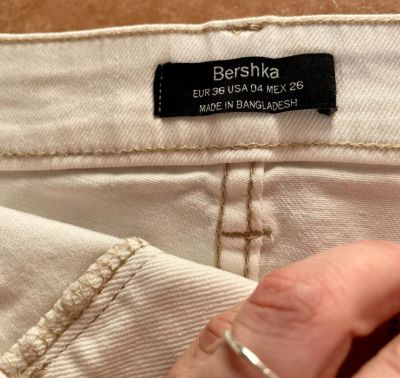 Bershka
EUR 36 USA 04 MEX 26
MADE IN BANGLADESH